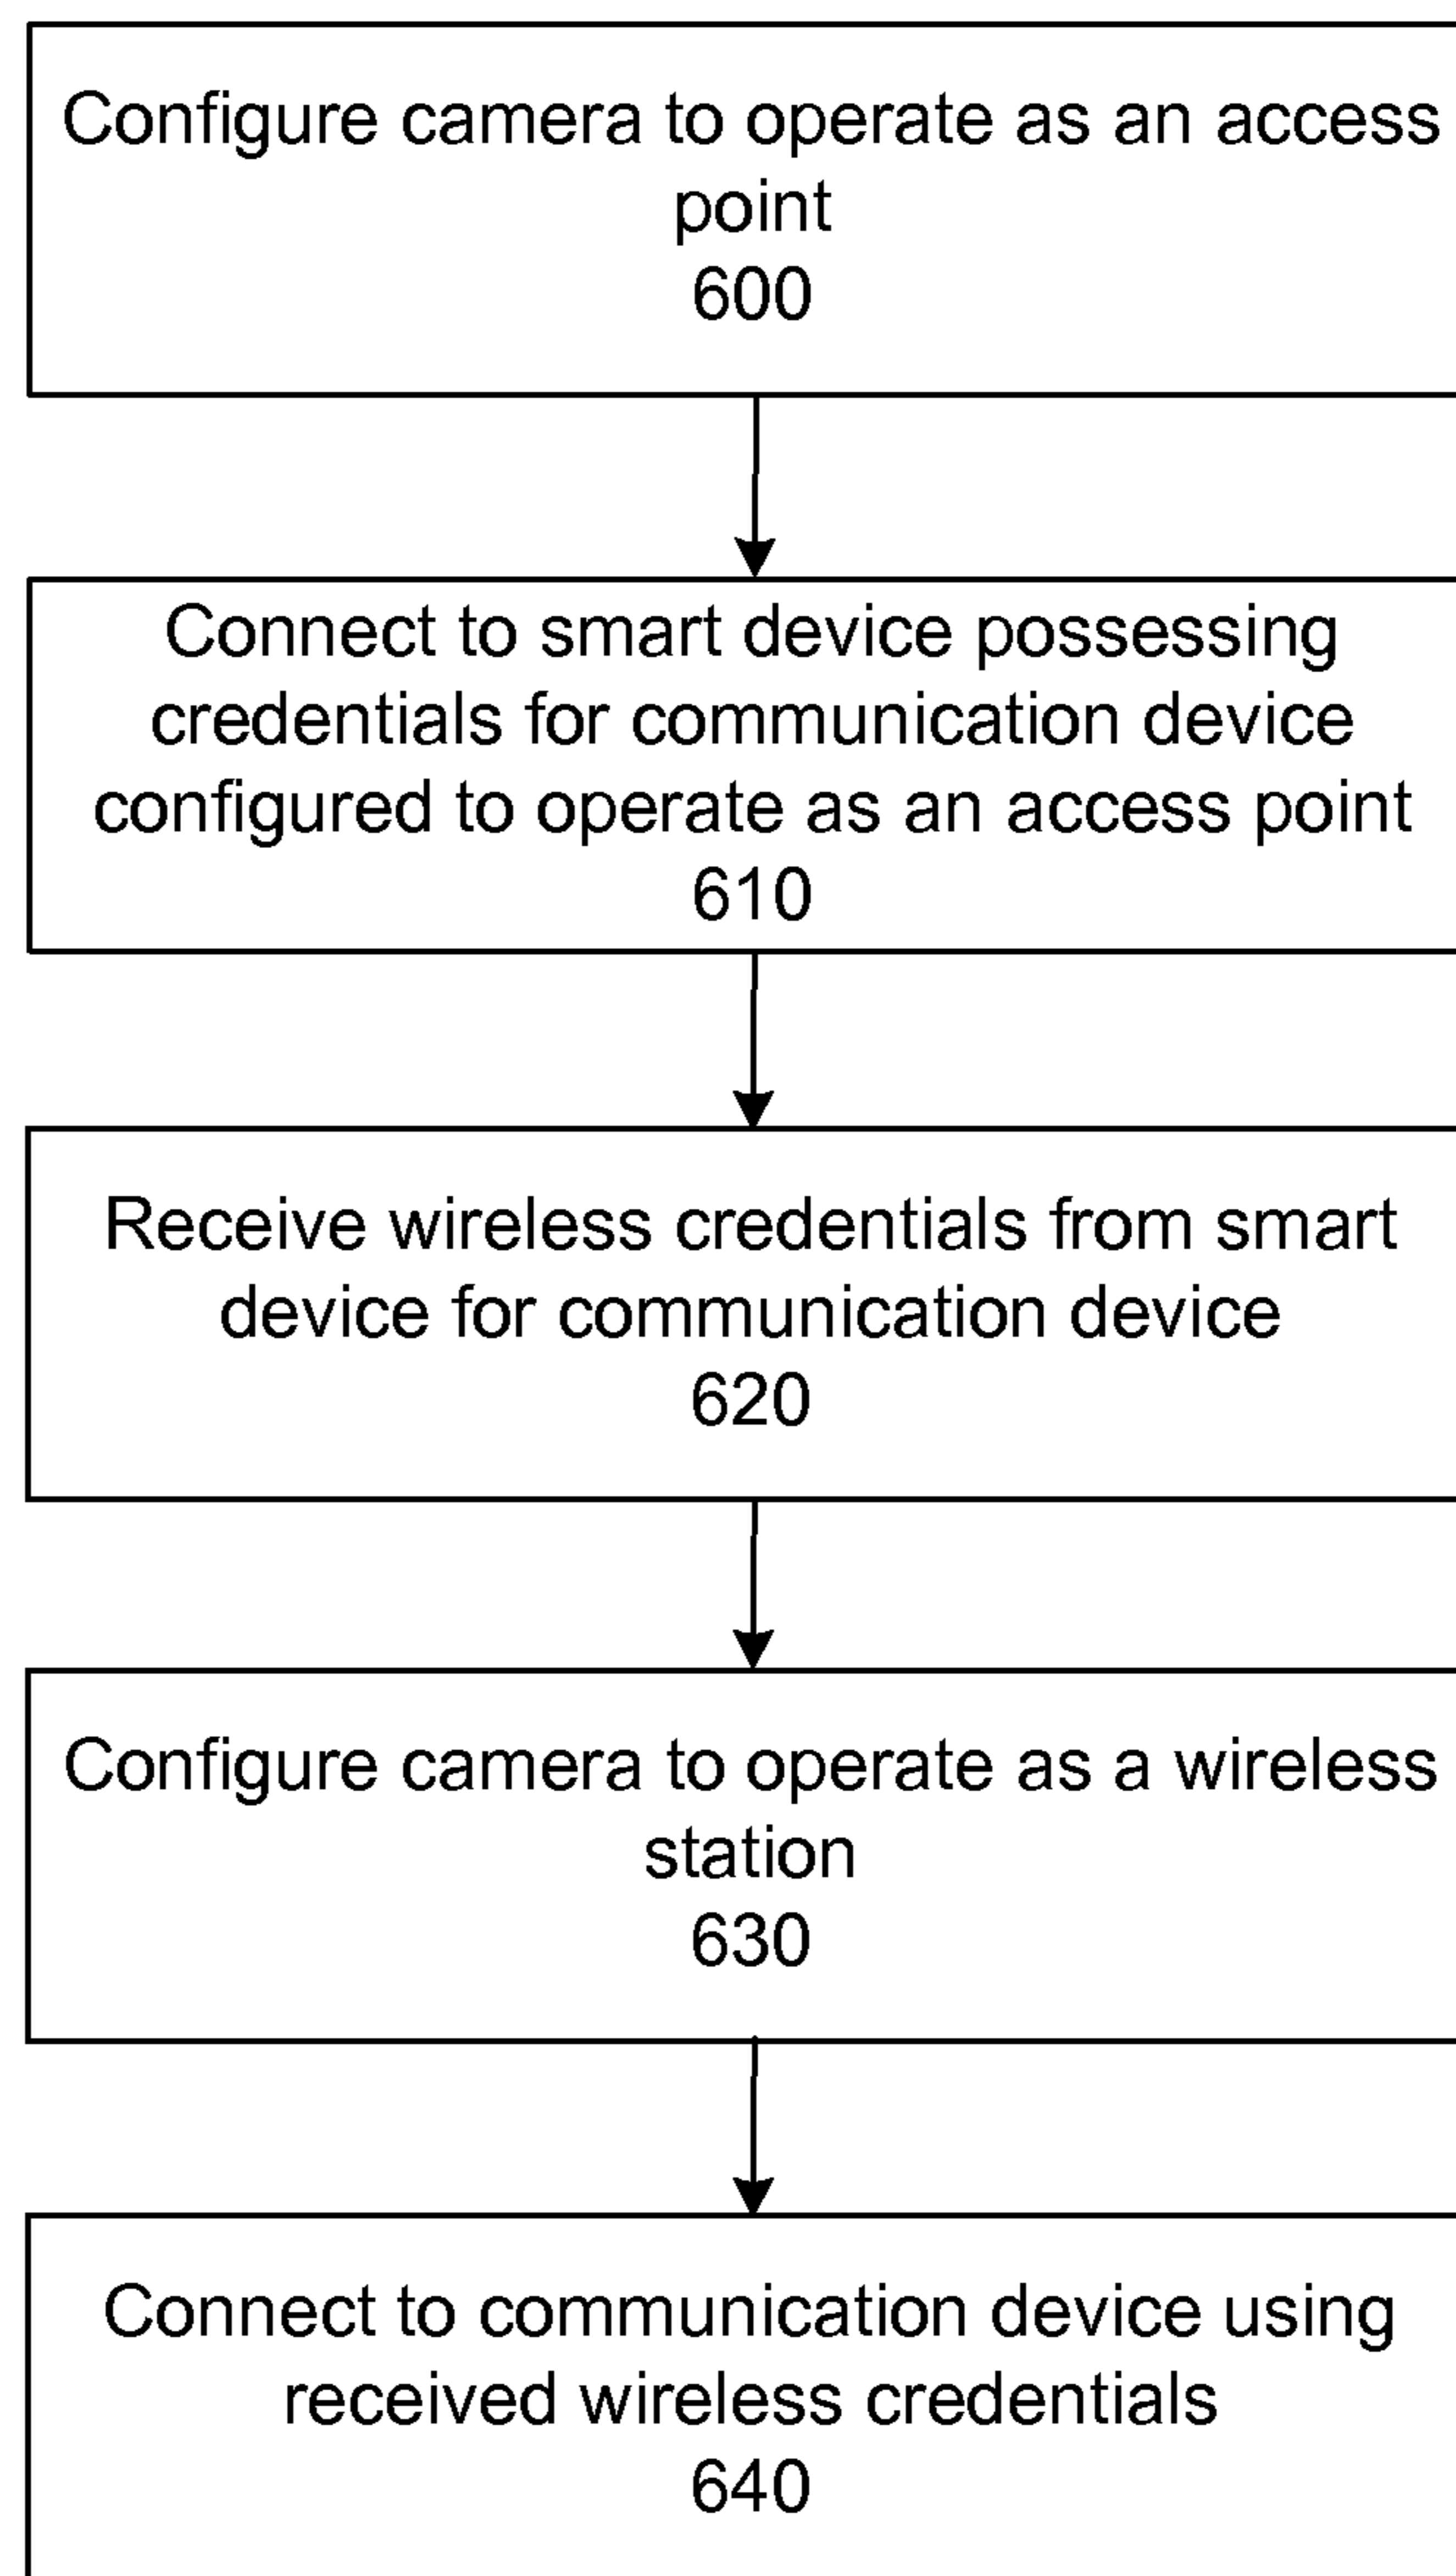 Configure camera to operate as an access
point
600
Connect to smart device possessing
credentials for communication device
configured to operate as an access point
610
Receive wireless credentials from smart
device for communication device
620
Configure camera to operate as a wireless
station
630
Connect to communication device using
received wireless credentials
640